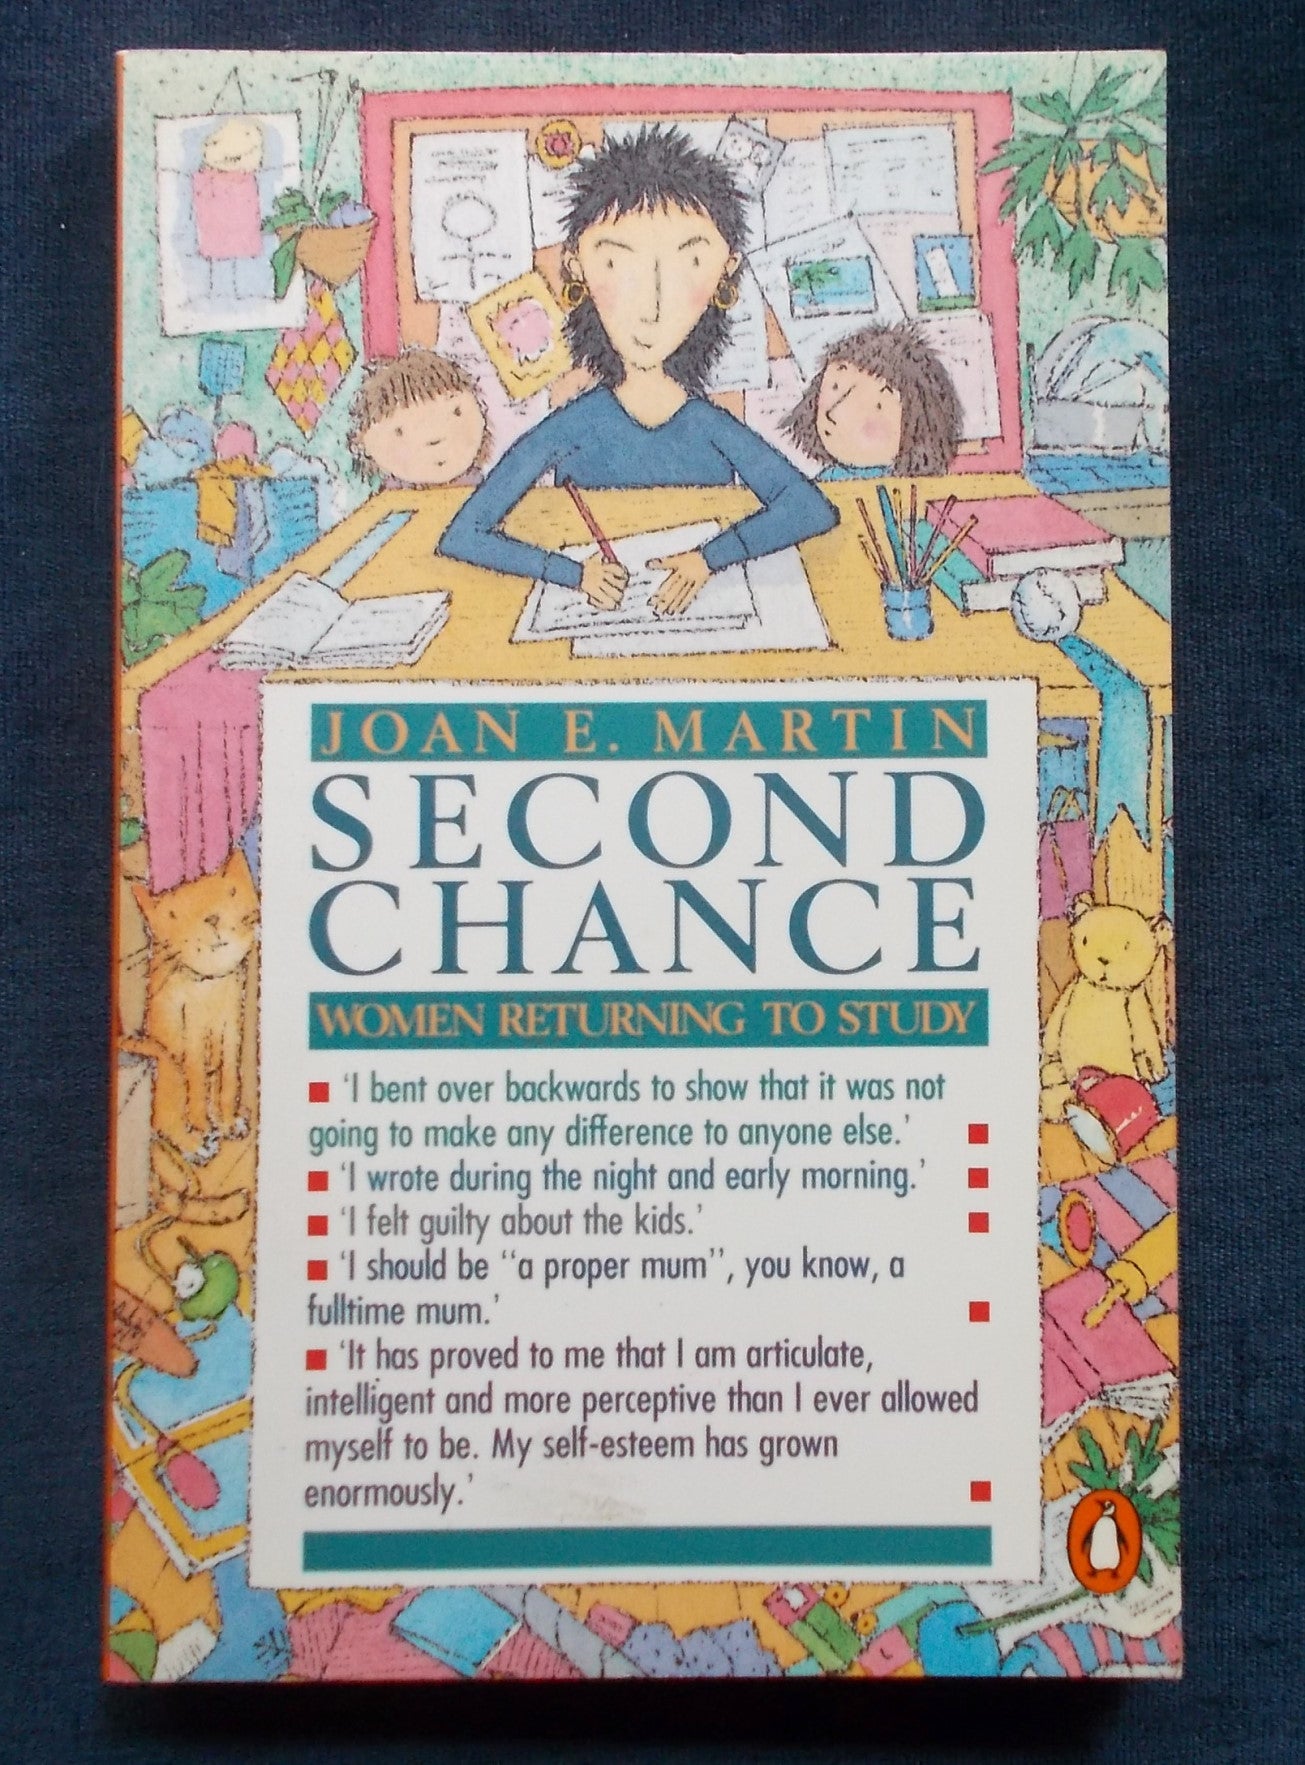 JOAN E. MARTIN
SECOND
CHANCE
WOMEN RETURNING TO STUDY
'I bent over backwards to show that it was not
going to make any difference to anyone else.'
'I wrote during the night and early morning.'
'I felt guilty about the kids.'
'I should be "a proper mum", you know, a
fulltime mum.'
'It has proved to me that I am articulate,
intelligent and more perceptive than I ever allowed
myself to be. My self-esteem has grown
enormously.'